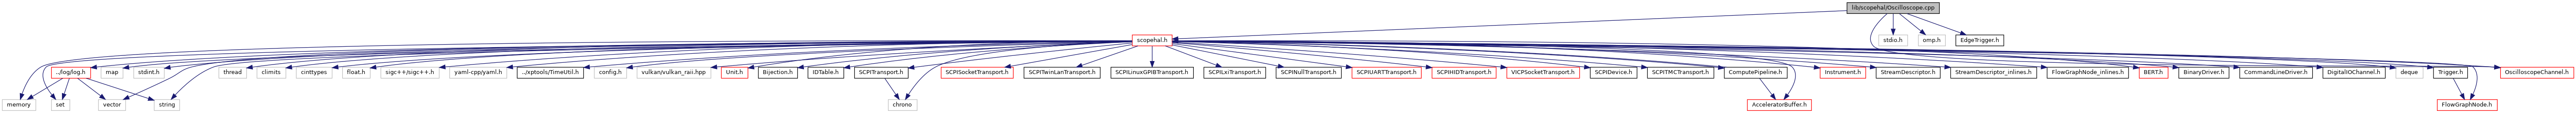 lib/scopehal/Oscilloscope.cpp
scopehal.h
stdio.h
omp.h
EdgeTrigger.h
../log/log.h
map
stdint.h
thread
climits
cinttypes
float.h
sigc++/sigc++.h
yaml-cpp/yaml.h
../xptools/TimeUtil.h
config.h
vulkan/vulkan_raii.hpp
Unit.h
Bijection.h
IDTable.h
SCPITransport.h
SCPISocketTransport.h
SCPITwinLanTransport.h
SCPILinuxGPIBTransport.h
SCPILxiTransport.h
SCPINullTransport.h
SCPIUARTTransport.h
SCPIHIDTransport.h
VICPSocketTransport.h
SCPIDevice.h
SCPITMCTransport.h
ComputePipeline.h
Instrument.h
StreamDescriptor.h
StreamDescriptor_inlines.h
FlowGraphNode_inlines.h
BERT.h
BinaryDriver.h
CommandLineDriver.h
DigitalIOChannel.h
deque
Trigger.h
OscilloscopeChannel.h
memory
set
vector
string
chrono
AcceleratorBuffer.h
FlowGraphNode.h